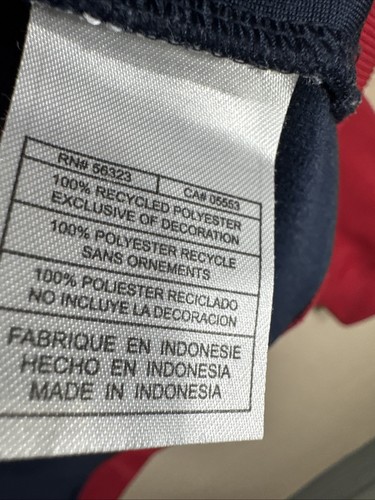 RN# 56323 CA# 05553
100% RECYCLED POLYESTER
EXCLUSIVE OF DECORATION
100% POLYESTER RECYCLE
SANS ORNEMENTS
100% POLIESTER RECICLADO
NO INCLUYE LA DECORACION
FABRIQUE EN INDONESIE
HECHO EN INDONESIA
MADE IN INDONESIA